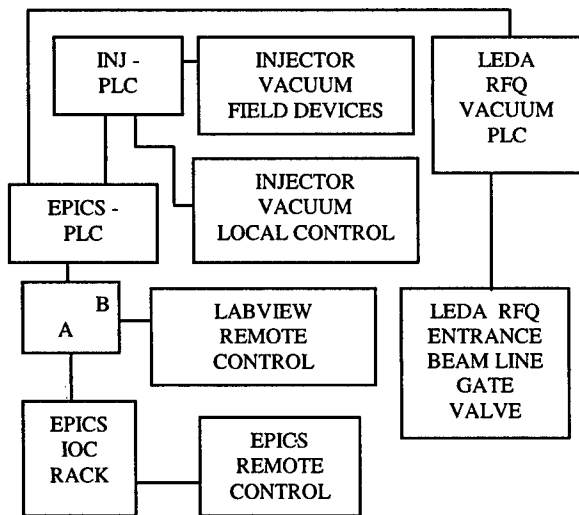 INJ -
PLC
INJECTOR
VACUUM
FIELD DEVICES
LEDA
RFQ
VACUUM
PLC
INJECTOR
VACUUM
LOCAL CONTROL
EPICS -
PLC
B
A
LABVIEW
REMOTE
CONTROL
LEDA RFQ
ENTRANCE
BEAM LINE
GATE
VALVE
EPICS
IOC
RACK
EPICS
REMOTE
CONTROL